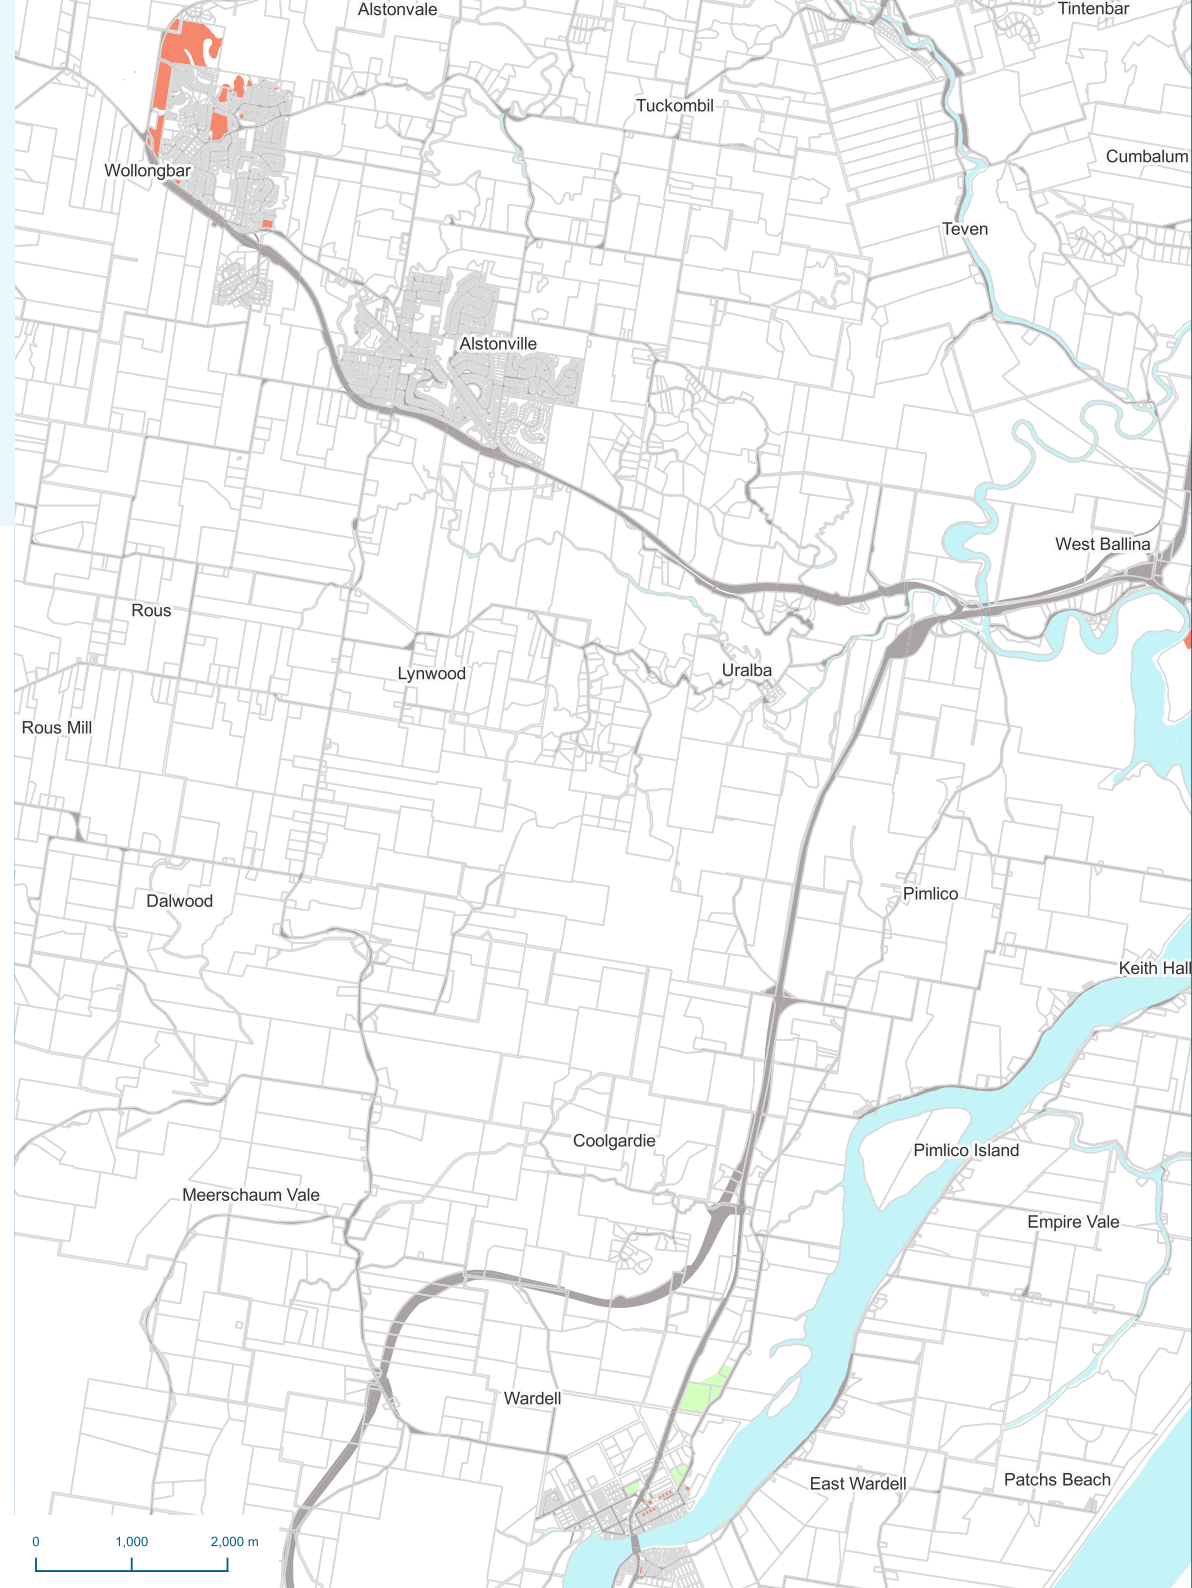 Alstonvale
Tintenbar
Tuckombil
Cumbalum
Wollongbar
Teven
Alstonville
West Ballina
Rous
Lynwood
Uralba
Rous Mill
Pimlico
Dalwood
Keith Hall
Coolgardie
Pimlico Island
Meerschaum Vale
Empire Vale
Wardell
East Wardell
Patchs Beach
0 1,000 2,000 m